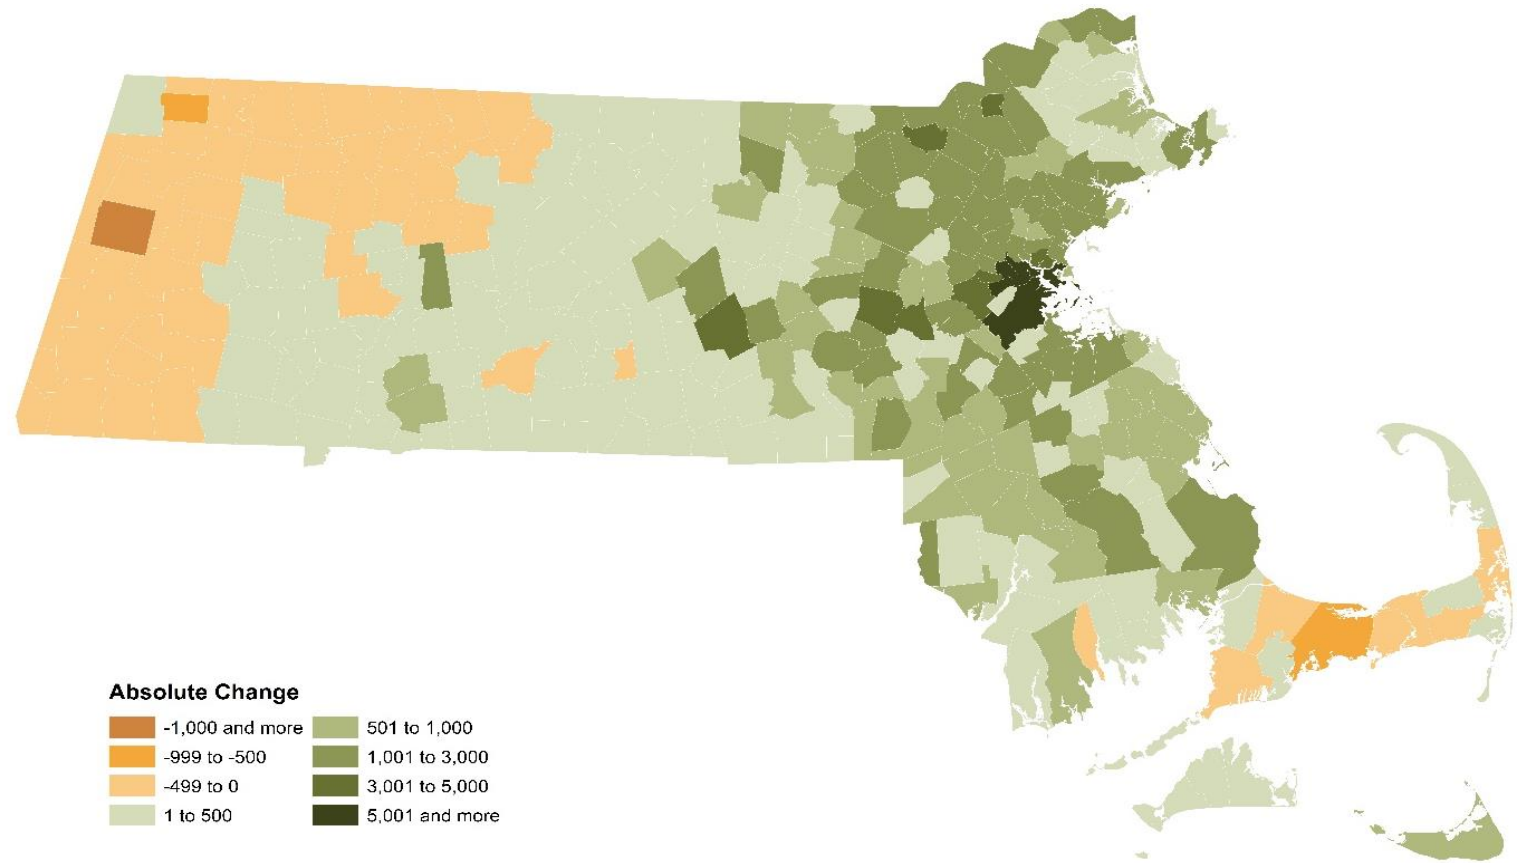 Absolute Change
-1,000 and more 501 to 1,000
-999 to -500 1,001 to 3,000
-499 to 0 3,001 to 5,000
1 to 500 5,001 and more